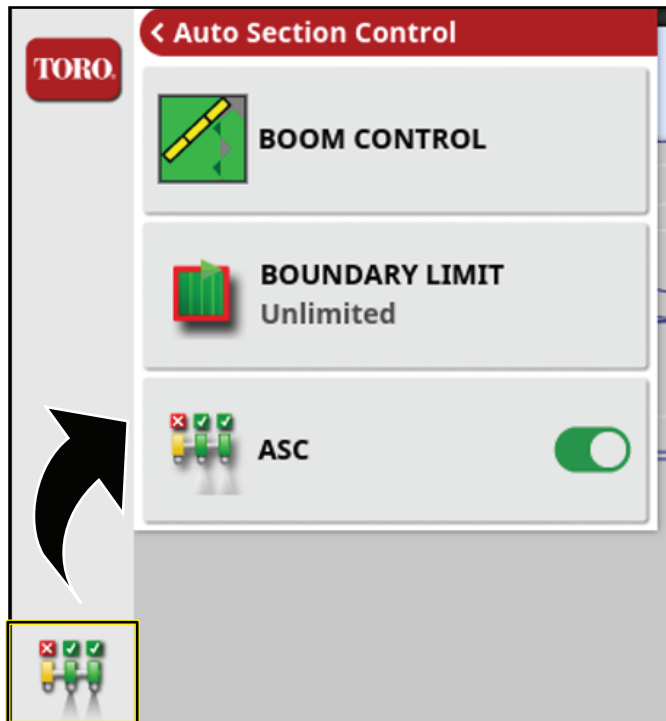 Auto Section Control
TORO.
BOOM CONTROL
BOUNDARY LIMIT
Unlimited
ASC